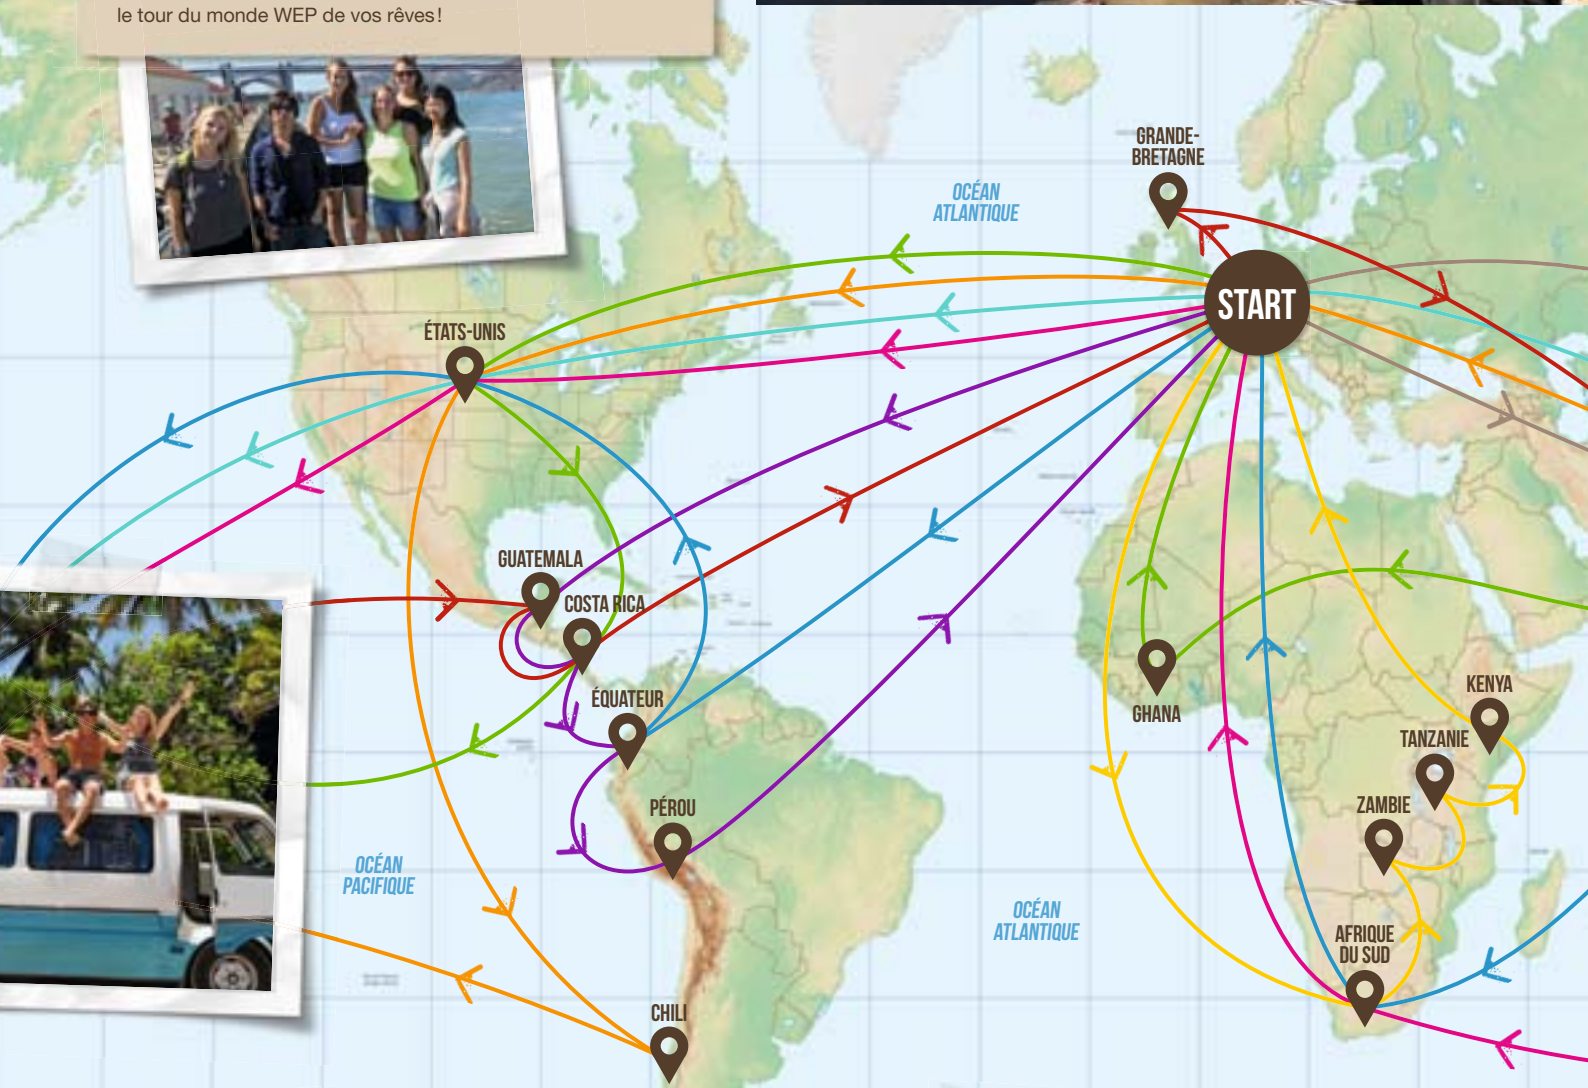 le tour du monde WEP de vos rêves !
GRANDE-
BRETAGNE
OCÉAN
ATLANTIQUE
START
ÉTATS-UNIS
GUATEMALA
COSTA RICA
ÉQUATEUR
GHANA
KENYA
TANZANIE
PÉROU
ZAMBIE
OCÉAN
PACIFIQUE
OCÉAN
ATLANTIQUE
AFRIQUE
DU SUD
CHILI